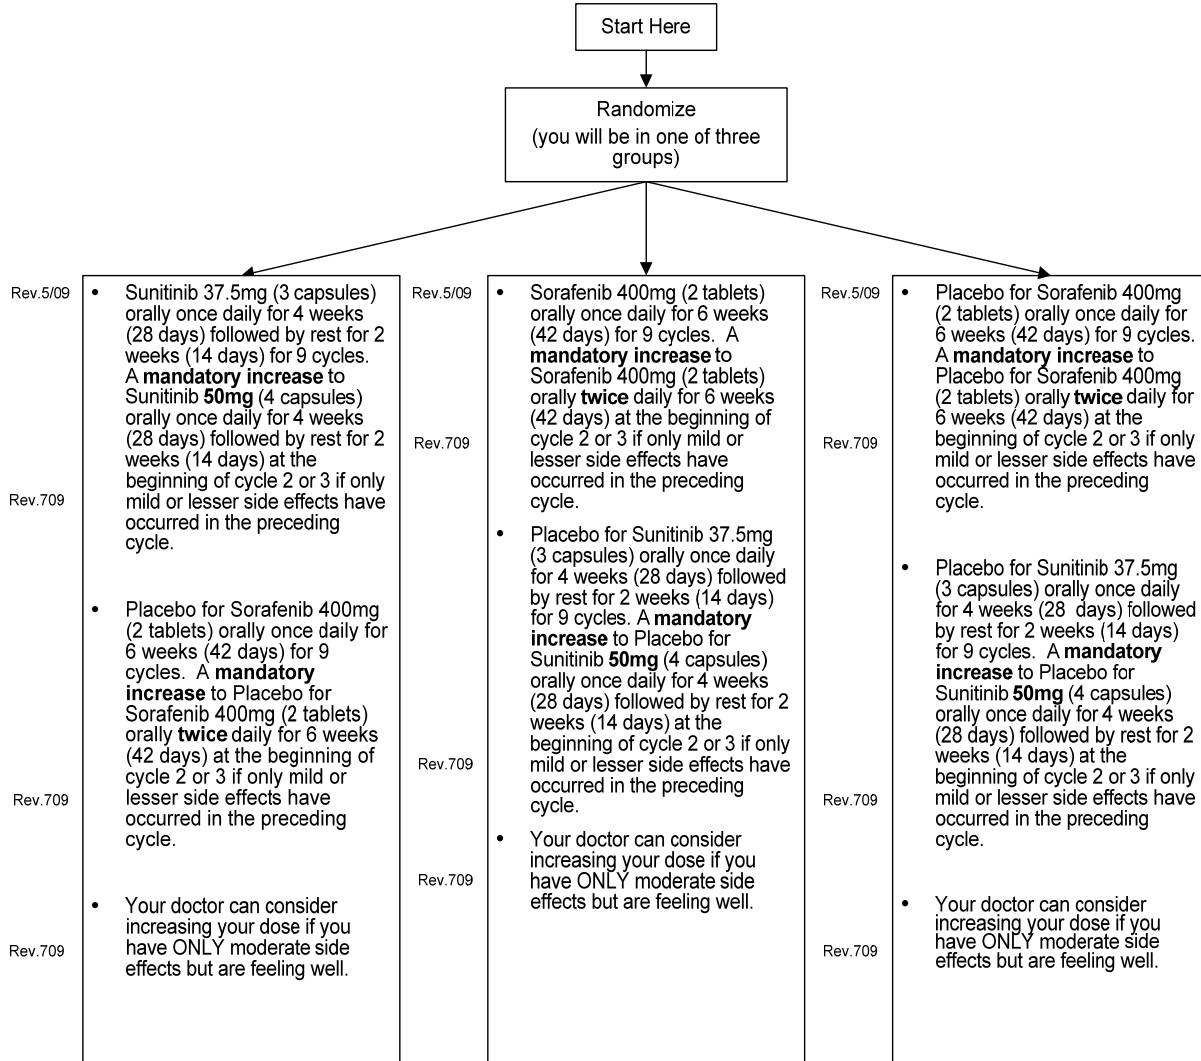 Start Here
Randomize
(you will be in one of three
groups)
Rev.5/09
• Sunitinib 37.5mg (3 capsules)
orally once daily for 4 weeks
(28 days) followed by rest for 2
weeks (14 days) for 9 cycles.
A mandatory increase to
Sunitinib 50mg (4 capsules)
orally once daily for 4 weeks
(28 days) followed by rest for 2
weeks (14 days) at the
beginning of cycle 2 or 3 if only
Rev.709
mild or lesser side effects have
occurred in the preceding
cycle.
• Placebo for Sorafenib 400mg
(2 tablets) orally once daily for
6 weeks (42 days) for 9
cycles. A mandatory
increase to Placebo for
Sorafenib 400mg (2 tablets)
orally twice daily for 6 weeks
(42 days) at the beginning of
cycle 2 or 3 if only mild or
Rev.709
lesser side effects have
occurred in the preceding
cycle.
• Your doctor can consider
increasing your dose if you
Rev.709
have ONLY moderate side
effects but are feeling well.
Rev.5/09
• Sorafenib 400mg (2 tablets)
orally once daily for 6 weeks
(42 days) for 9 cycles. A
mandatory increase to
Sorafenib 400mg (2 tablets)
orally twice daily for 6 weeks
(42 days) at the beginning of
Rev.709
cycle 2 or 3 if only mild or
lesser side effects have
occurred in the preceding
cycle.
• Placebo for Sunitinib 37.5mg
(3 capsules) orally once daily
for 4 weeks (28 days) followed
by rest for 2 weeks (14 days)
for 9 cycles. A mandatory
increase to Placebo for
Sunitinib 50mg (4 capsules)
orally once daily for 4 weeks
(28 days) followed by rest for 2
weeks (14 days) at the
beginning of cycle 2 or 3 if only
Rev.709
mild or lesser side effects have
occurred in the preceding
cycle.
• Your doctor can consider
increasing your dose if you
Rev.709
have ONLY moderate side
effects but are feeling well.
Rev.5/09
• Placebo for Sorafenib 400mg
(2 tablets) orally once daily for
6 weeks (42 days) for 9 cycles.
A mandatory increase to
Placebo for Sorafenib 400mg
(2 tablets) orally twice daily for
6 weeks (42 days) at the
Rev.709
beginning of cycle 2 or 3 if only
mild or lesser side effects have
occurred in the preceding
cycle.
• Placebo for Sunitinib 37.5mg
(3 capsules) orally once daily
for 4 weeks (28 days) followed
by rest for 2 weeks (14 days)
for 9 cycles. A mandatory
increase to Placebo for
Sunitinib 50mg (4 capsules)
orally once daily for 4 weeks
(28 days) followed by rest for 2
weeks (14 days) at the
beginning of cycle 2 or 3 if only
Rev.709
mild or lesser side effects have
occurred in the preceding
cycle.
• Your doctor can consider
increasing your dose if you
Rev.709
have ONLY moderate side
effects but are feeling well.